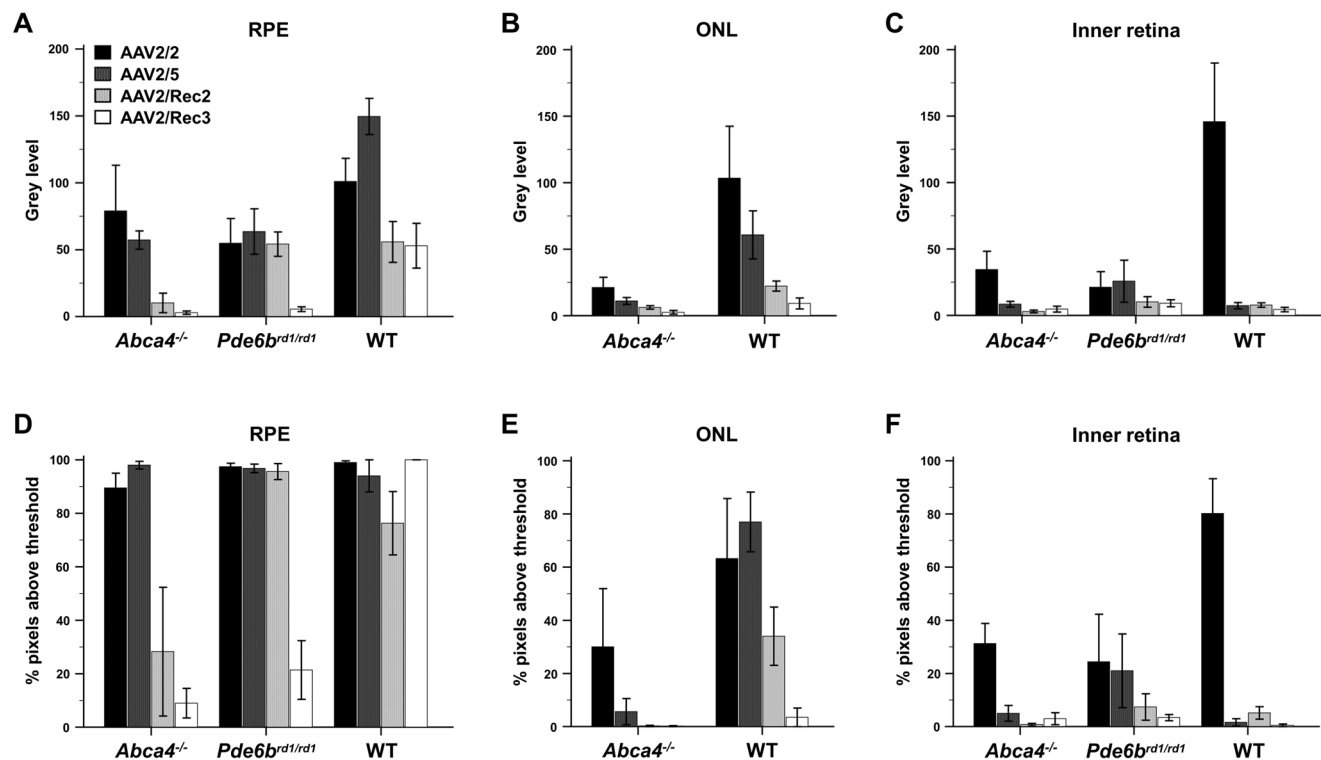 A
RPE
200
150
100
50
0
Grey level
AAV2/2
AAV2/5
AAV2/Rec2
AAV2/Rec3
Abca4-/-
Pde6brd1/rd1
WT
B
ONL
200
150
100
50
0
Grey level
Abca4-/-
WT
C
Inner retina
200
150
100
50
0
Grey level
Abca4-/-
Pde6brd1/rd1
WT
D
RPE
100
80
60
40
20
0
% pixels above threshold
Abca4-/-
Pde6brd1/rd1
WT
E
ONL
100
80
60
40
20
0
% pixels above threshold
Abca4-/-
WT
F
Inner retina
100
80
60
40
20
0
% pixels above threshold
Abca4-/-
Pde6brd1/rd1
WT